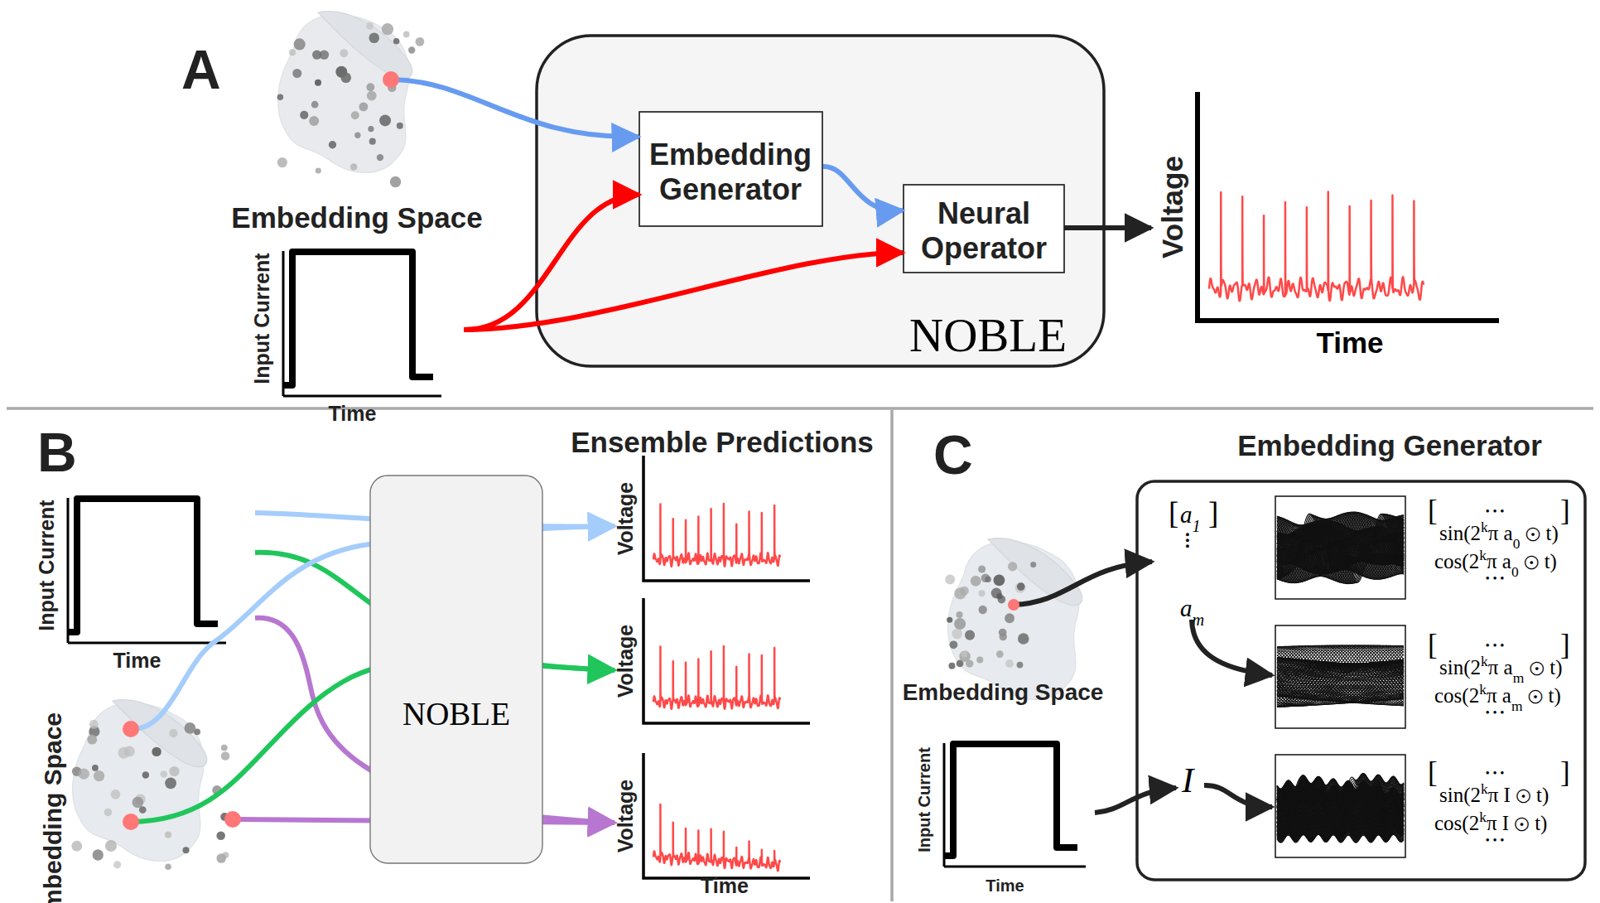 A
Embedding Space
Input Current
Time
Embedding
Generator
Neural
Operator
NOBLE
Voltage
Time
B
Input Current
Time
mbedding Space
NOBLE
Ensemble Predictions
Voltage
Voltage
Voltage
Time
C
Embedding Generator
Embedding Space
Input Current
Time
[a₁]
⋮
aₘ
I
[ ... ]
sin(2ᵏπ a₀ ⊙ t)
cos(2ᵏπ a₀ ⊙ t)
...
[ ... ]
sin(2ᵏπ aₘ ⊙ t)
cos(2ᵏπ aₘ ⊙ t)
...
[ ... ]
sin(2ᵏπ I ⊙ t)
cos(2ᵏπ I ⊙ t)
...